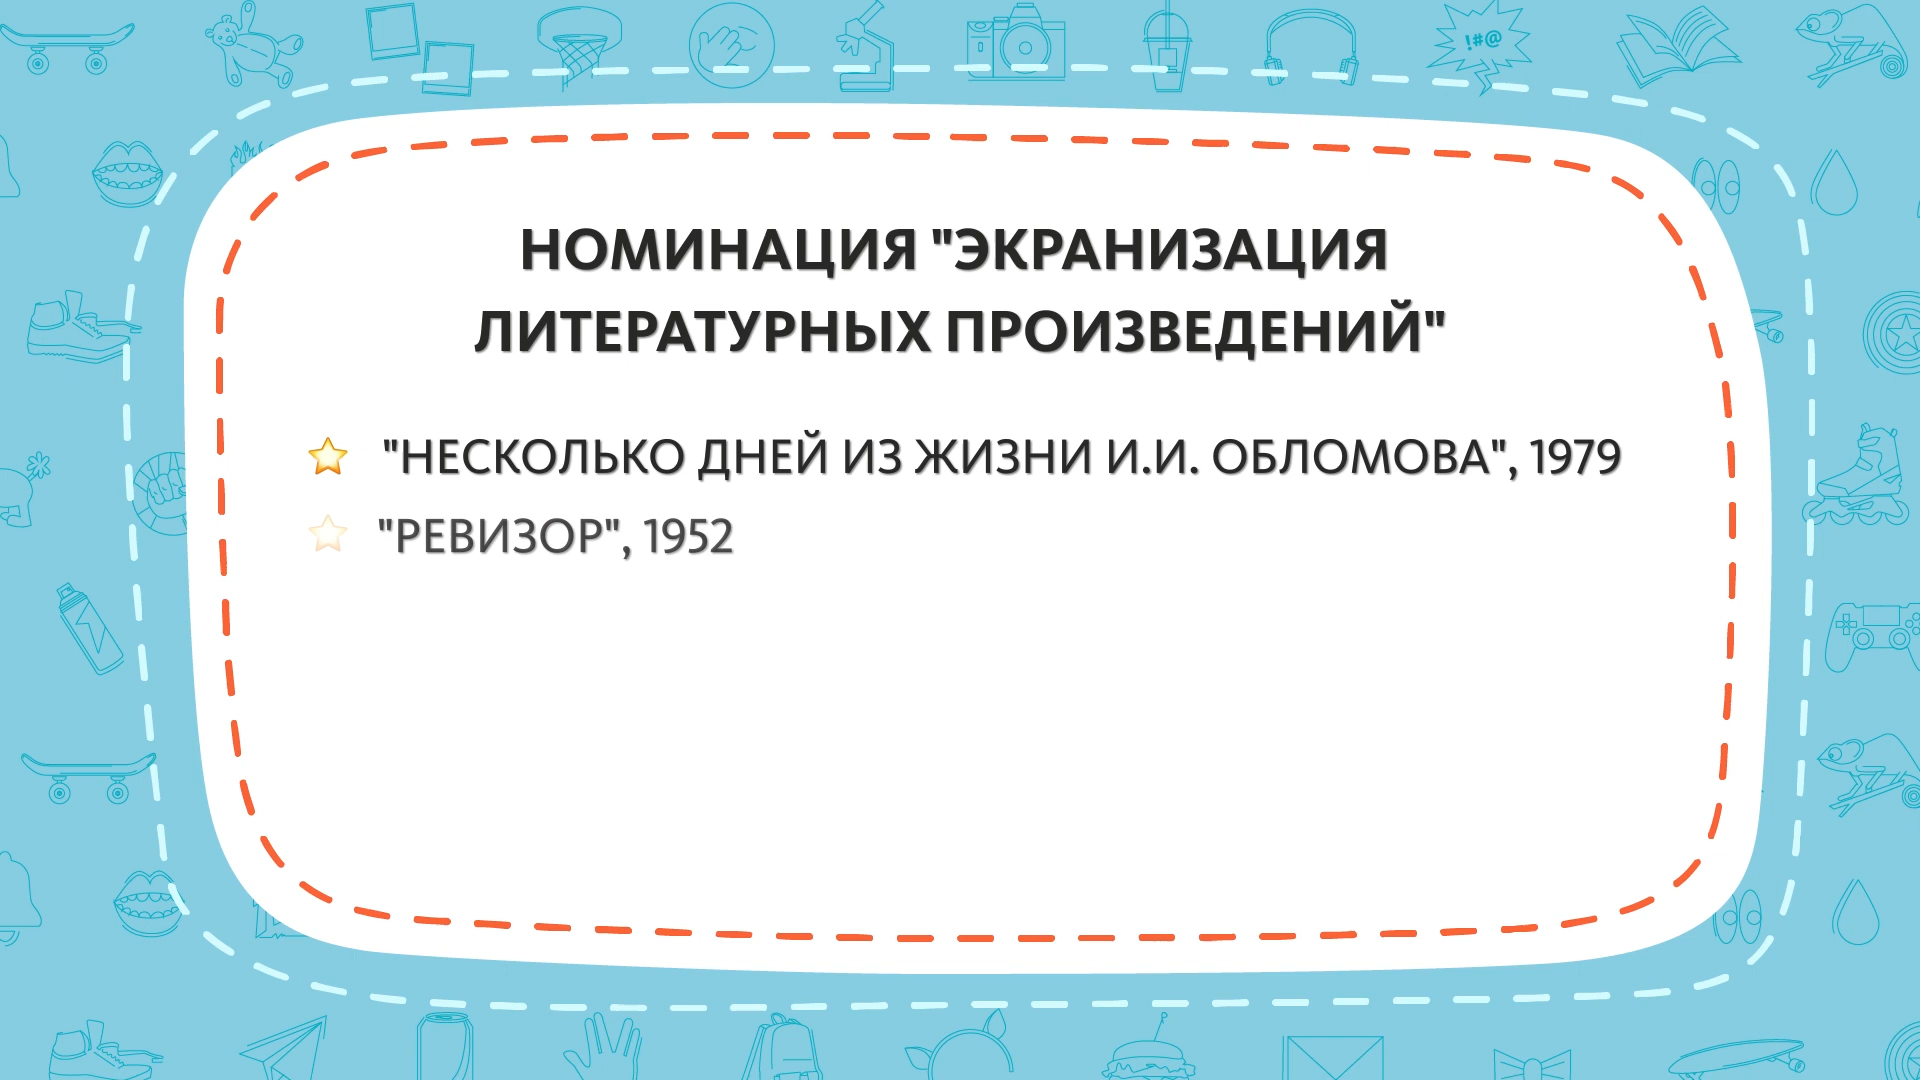 НОМИНАЦИЯ "ЭКРАНИЗАЦИЯ
ЛИТЕРАТУРНЫХ ПРОИЗВЕДЕНИЙ"
"НЕСКОЛЬКО ДНЕЙ ИЗ ЖИЗНИ И.И. ОБЛОМОВА", 1979
"РЕВИЗОР", 1952
!#@